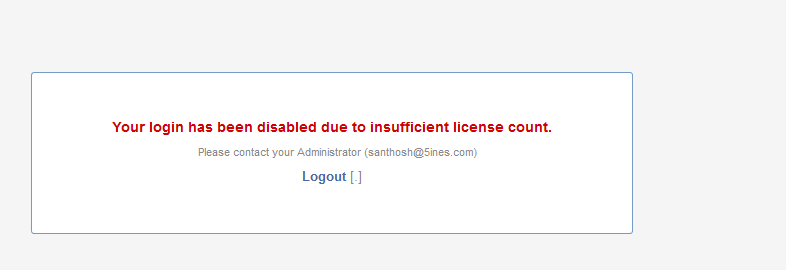 Your login has been disabled due to insufficient license count.
Please contact your Administrator (santhosh@5ines.com)
Logout [.]